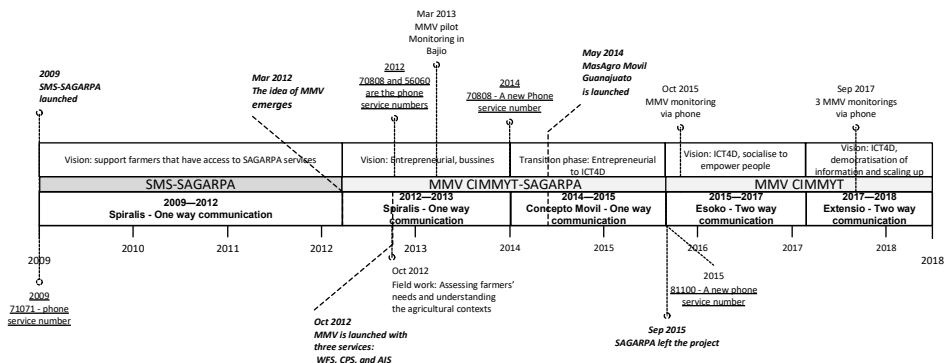 Mar 2013
MMV pilot
Monitoring in
Bajio
2009
SMS-SAGARPA
launched
Mar 2012
The idea of MMV
emerges
2012
70808 and 56060
are the phone
service numbers
2014
70808 - A new Phone
service number
May 2014
MasAgro Movil
Guanajuato
is launched
Oct 2015
MMV monitoring
via phone
Sep 2017
3 MMV monitorings
via phone
Vision: support farmers that have access to SAGARPA services
Vision: Entrepreneurial, bussines
Transition phase: Entrepreneurial
to ICT4D
Vision: ICT4D, socialise to
empower people
Vision: ICT4D,
democratisation of
information and scaling up
SMS-SAGARPA
MMV CIMMYT-SAGARPA
MMV CIMMYT
2009—2012
Spiralis - One way communication
2012—2013
Spiralis - One way
communication
2014—2015
Concepto Movil - One way
communication
2015—2017
Esoko - Two way
communication
2017—2018
Extensio - Two way
communication
2009
2010
2011
2012
2013
2014
2015
2016
2017
2018
2018
2009
71071 - phone
service number
Oct 2012
MMV is launched with
three services:
WFS, CPS, and AIS
Oct 2012
Field work: Assessing farmers'
needs and understanding
the agricultural contexts
Sep 2015
SAGARPA left the project
2015
81100 - A new phone
service number